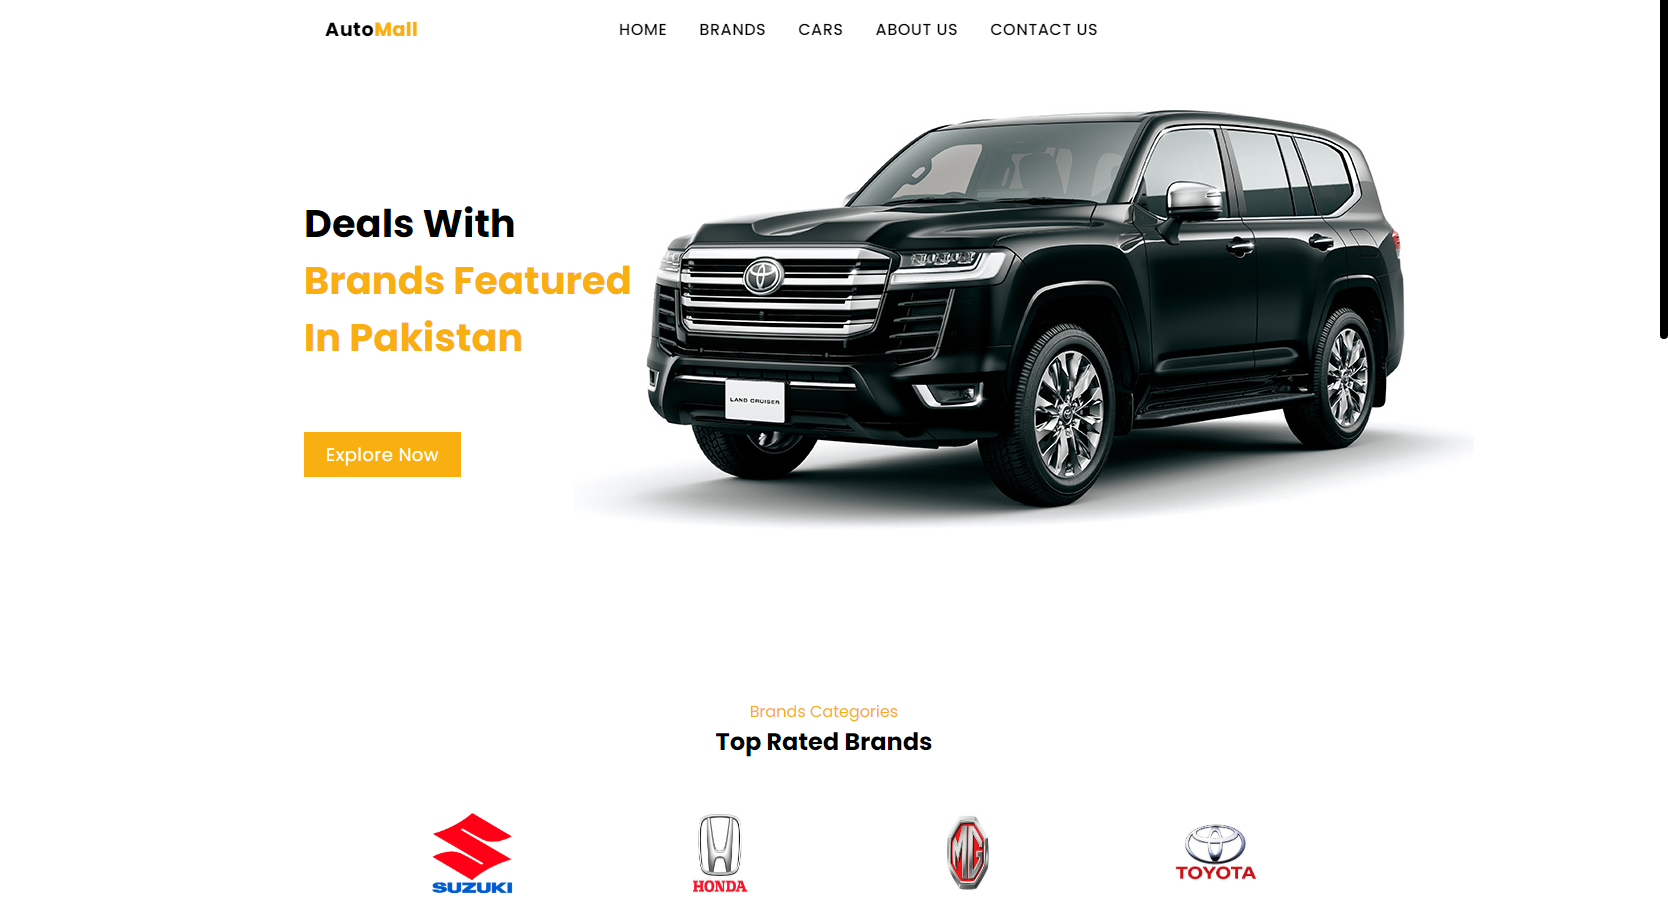 AutoMall
HOME BRANDS CARS ABOUT US CONTACT US
Deals With
Brands Featured
In Pakistan
LAND CRUISER
Explore Now
Brands Categories
Top Rated Brands
SUZUKI
HONDA
MG
TOYOTA